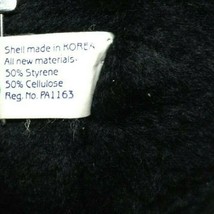 Shell made in KOREA
All new materials:
50% Styrene
50% Cellulose
Reg. No. PA1163